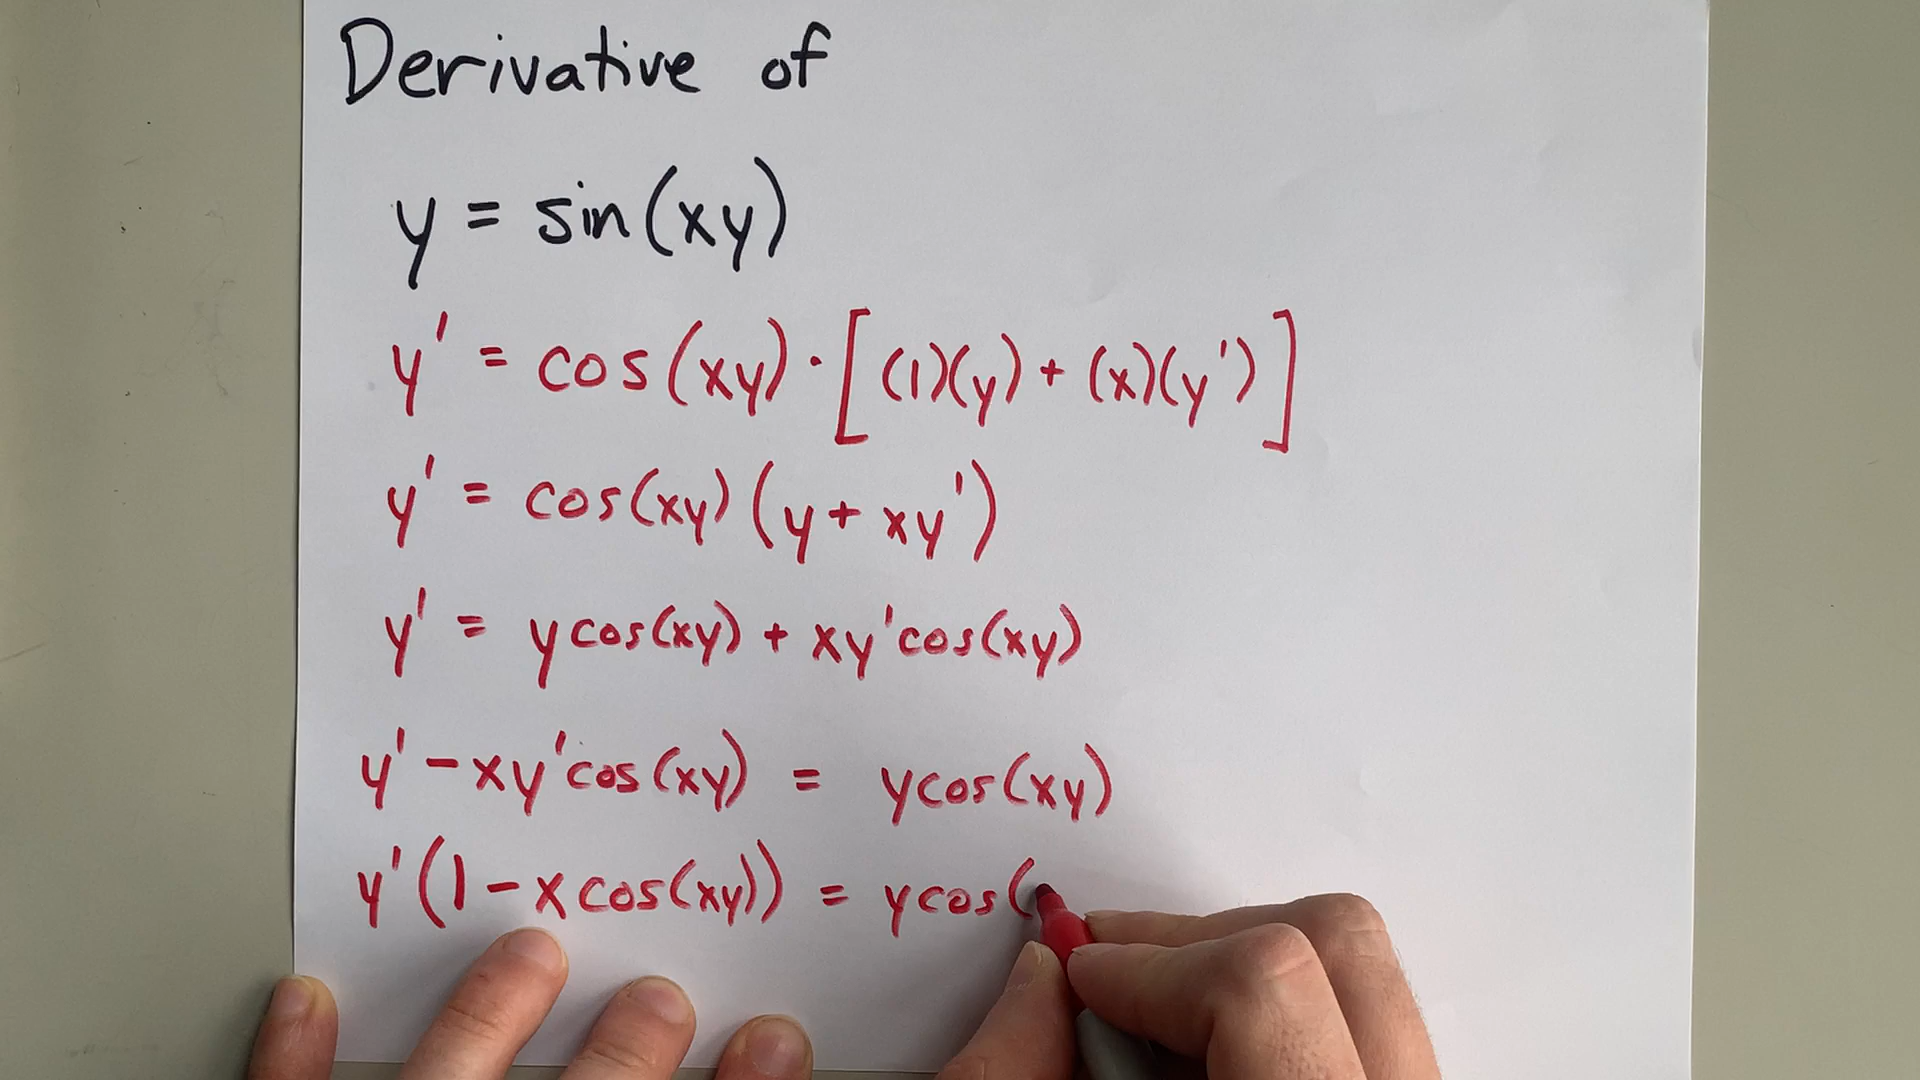 Derivative of
y = sin(xy)
y' = cos(xy) · [(1)(y) + (x)(y')]
y' = cos(xy)(y + xy')
y' = ycos(xy) + xy'cos(xy)
y' - xy'cos(xy) = ycos(xy)
y'(1 - xcos(xy)) = ycos(